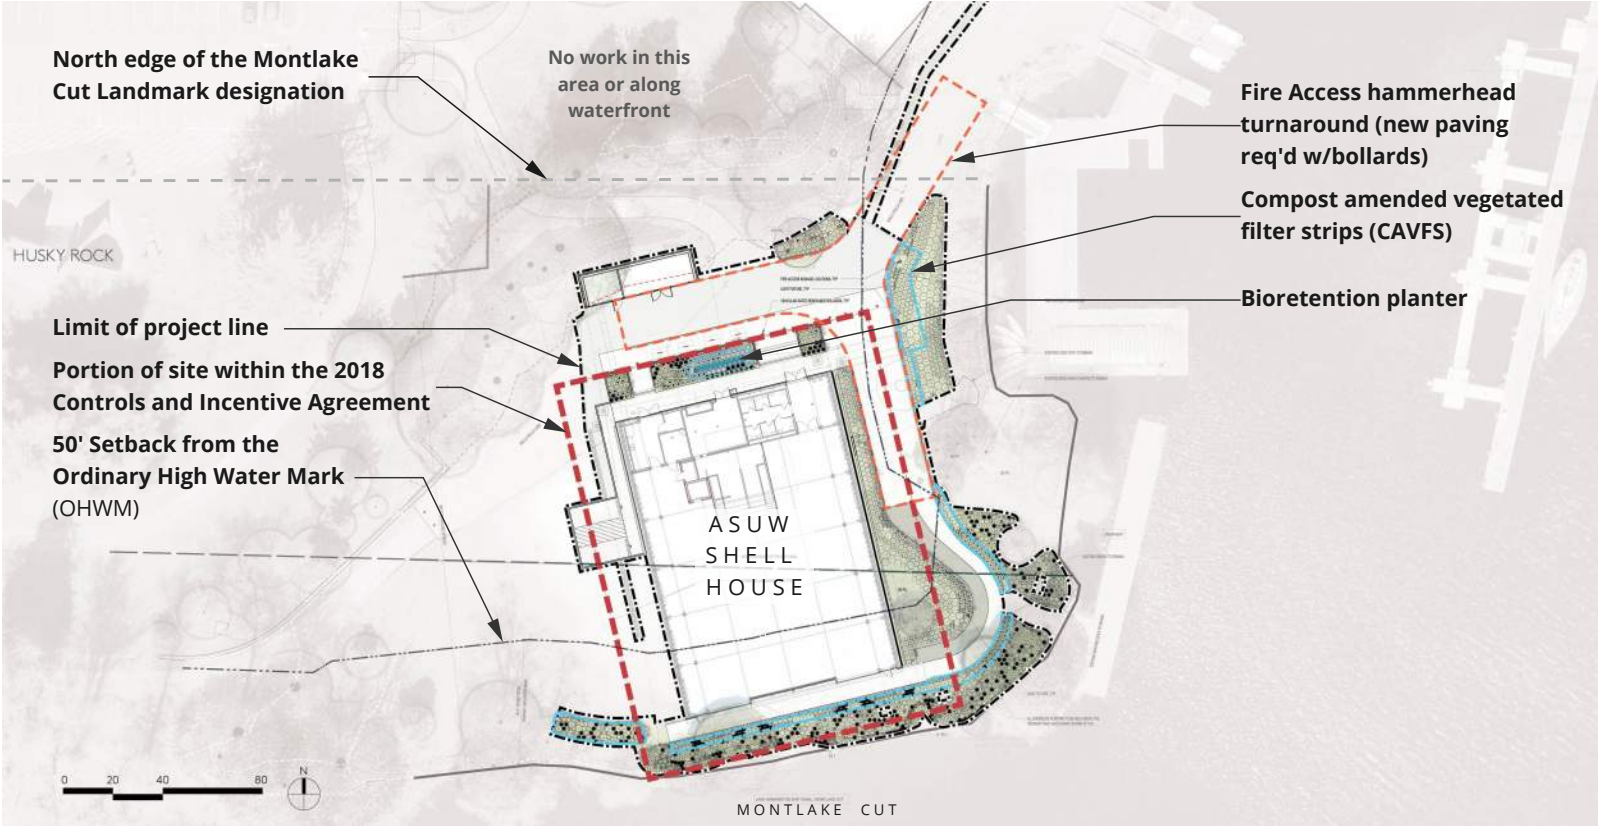 North edge of the Montlake
Cut Landmark designation
No work in this
area or along
waterfront
Fire Access hammerhead
turnaround (new paving
req'd w/bollards)
Compost amended vegetated
filter strips (CAVFS)
Bioretention planter
HUSKY ROCK
Limit of project line
Portion of site within the 2018
Controls and Incentive Agreement
50' Setback from the
Ordinary High Water Mark
(OHWM)
ASUW
SHELL
HOUSE
0 20 40 80
N
MONTLAKE CUT